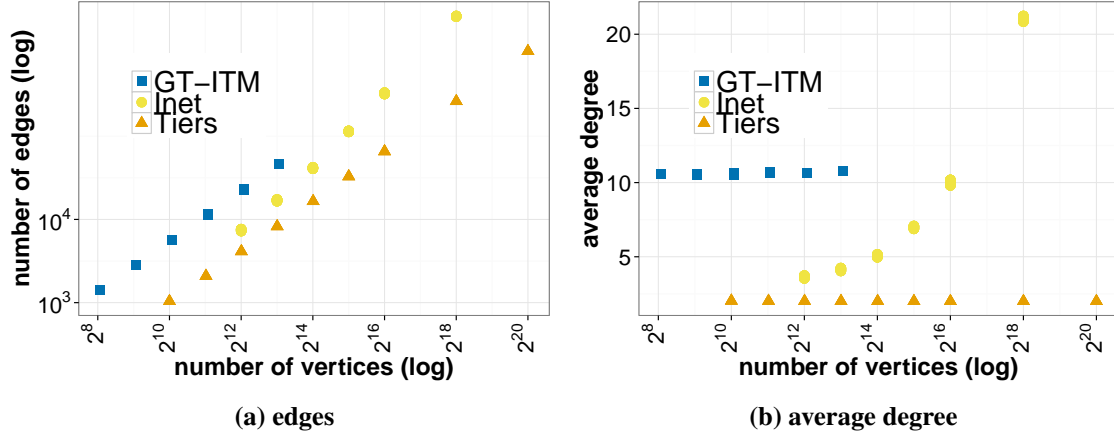 number of edges (log)
10^4
10^3
GT−ITM
Inet
Tiers
2^8
2^10
2^12
2^14
2^16
2^18
2^20
number of vertices (log)
(a) edges
average degree
20
15
10
5
GT−ITM
Inet
Tiers
2^8
2^10
2^12
2^14
2^16
2^18
2^20
number of vertices (log)
(b) average degree